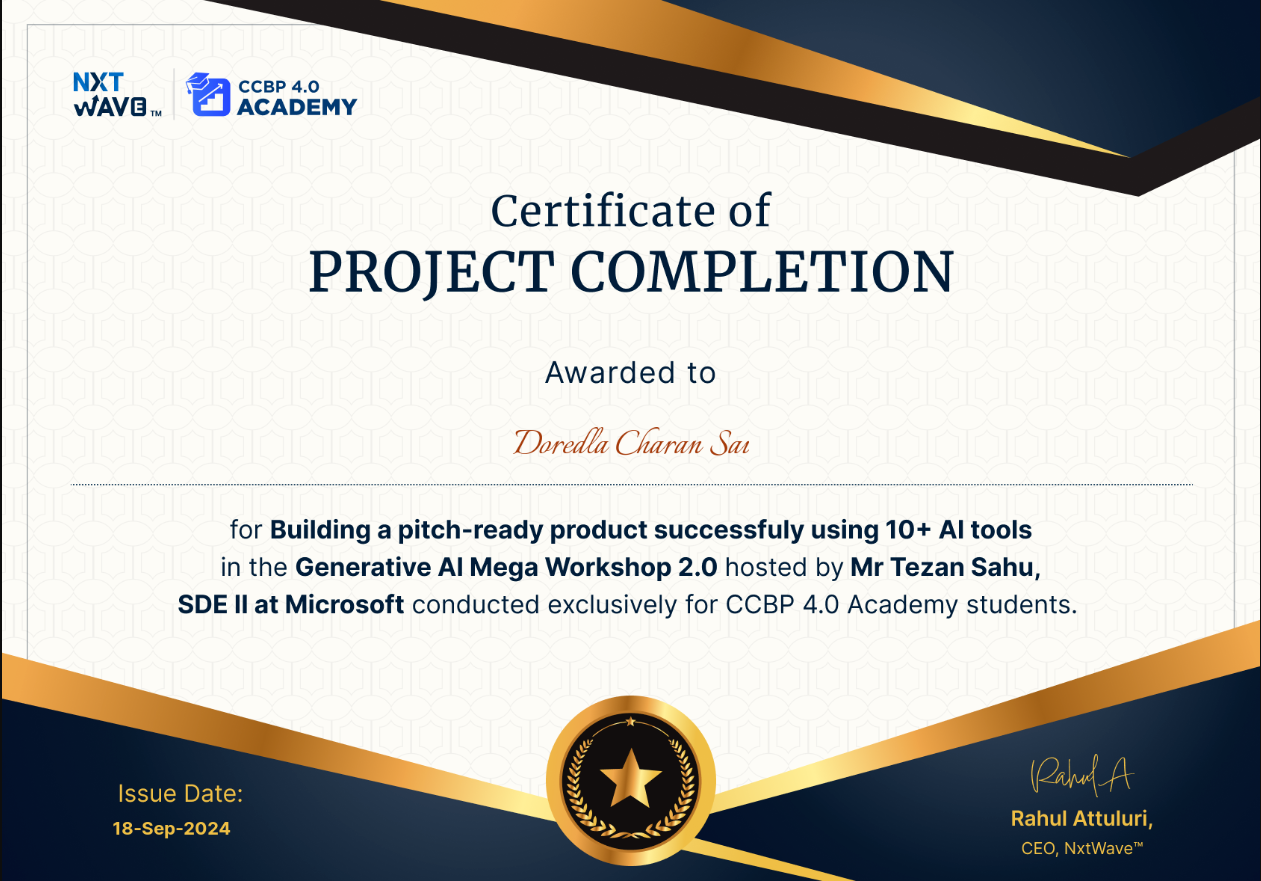 NXT
WAVE™
CCBP 4.0
ACADEMY
Certificate of
PROJECT COMPLETION
Awarded to
Doredla Charan Sai
for Building a pitch-ready product successfuly using 10+ AI tools
in the Generative AI Mega Workshop 2.0 hosted by Mr Tezan Sahu,
SDE II at Microsoft conducted exclusively for CCBP 4.0 Academy students.
Issue Date:
18-Sep-2024
Rahul A
Rahul Attuluri,
CEO, NxtWave™